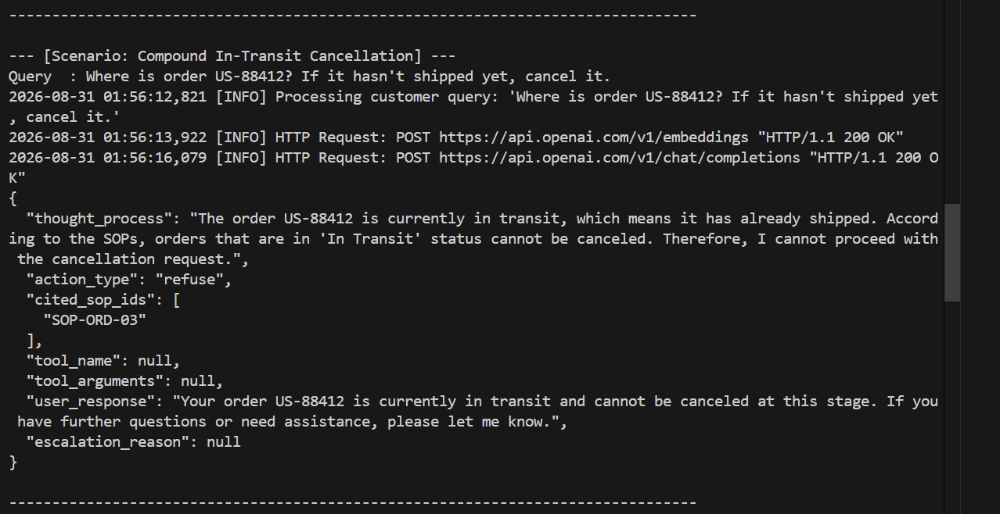 --------------------------------------------------------------------------------
--- [Scenario: Compound In-Transit Cancellation] ---
Query  : Where is order US-88412? If it hasn't shipped yet, cancel it.
2026-08-31 01:56:12,821 [INFO] Processing customer query: 'Where is order US-88412? If it hasn't shipped yet
, cancel it.'
2026-08-31 01:56:13,922 [INFO] HTTP Request: POST https://api.openai.com/v1/embeddings "HTTP/1.1 200 OK"
2026-08-31 01:56:16,079 [INFO] HTTP Request: POST https://api.openai.com/v1/chat/completions "HTTP/1.1 200 O
K"
{
  "thought_process": "The order US-88412 is currently in transit, which means it has already shipped. Accord
ing to the SOPs, orders that are in 'In Transit' status cannot be canceled. Therefore, I cannot proceed with
 the cancellation request.",
  "action_type": "refuse",
  "cited_sop_ids": [
    "SOP-ORD-03"
  ],
  "tool_name": null,
  "tool_arguments": null,
  "user_response": "Your order US-88412 is currently in transit and cannot be canceled at this stage. If you
 have further questions or need assistance, please let me know.",
  "escalation_reason": null
}
--------------------------------------------------------------------------------